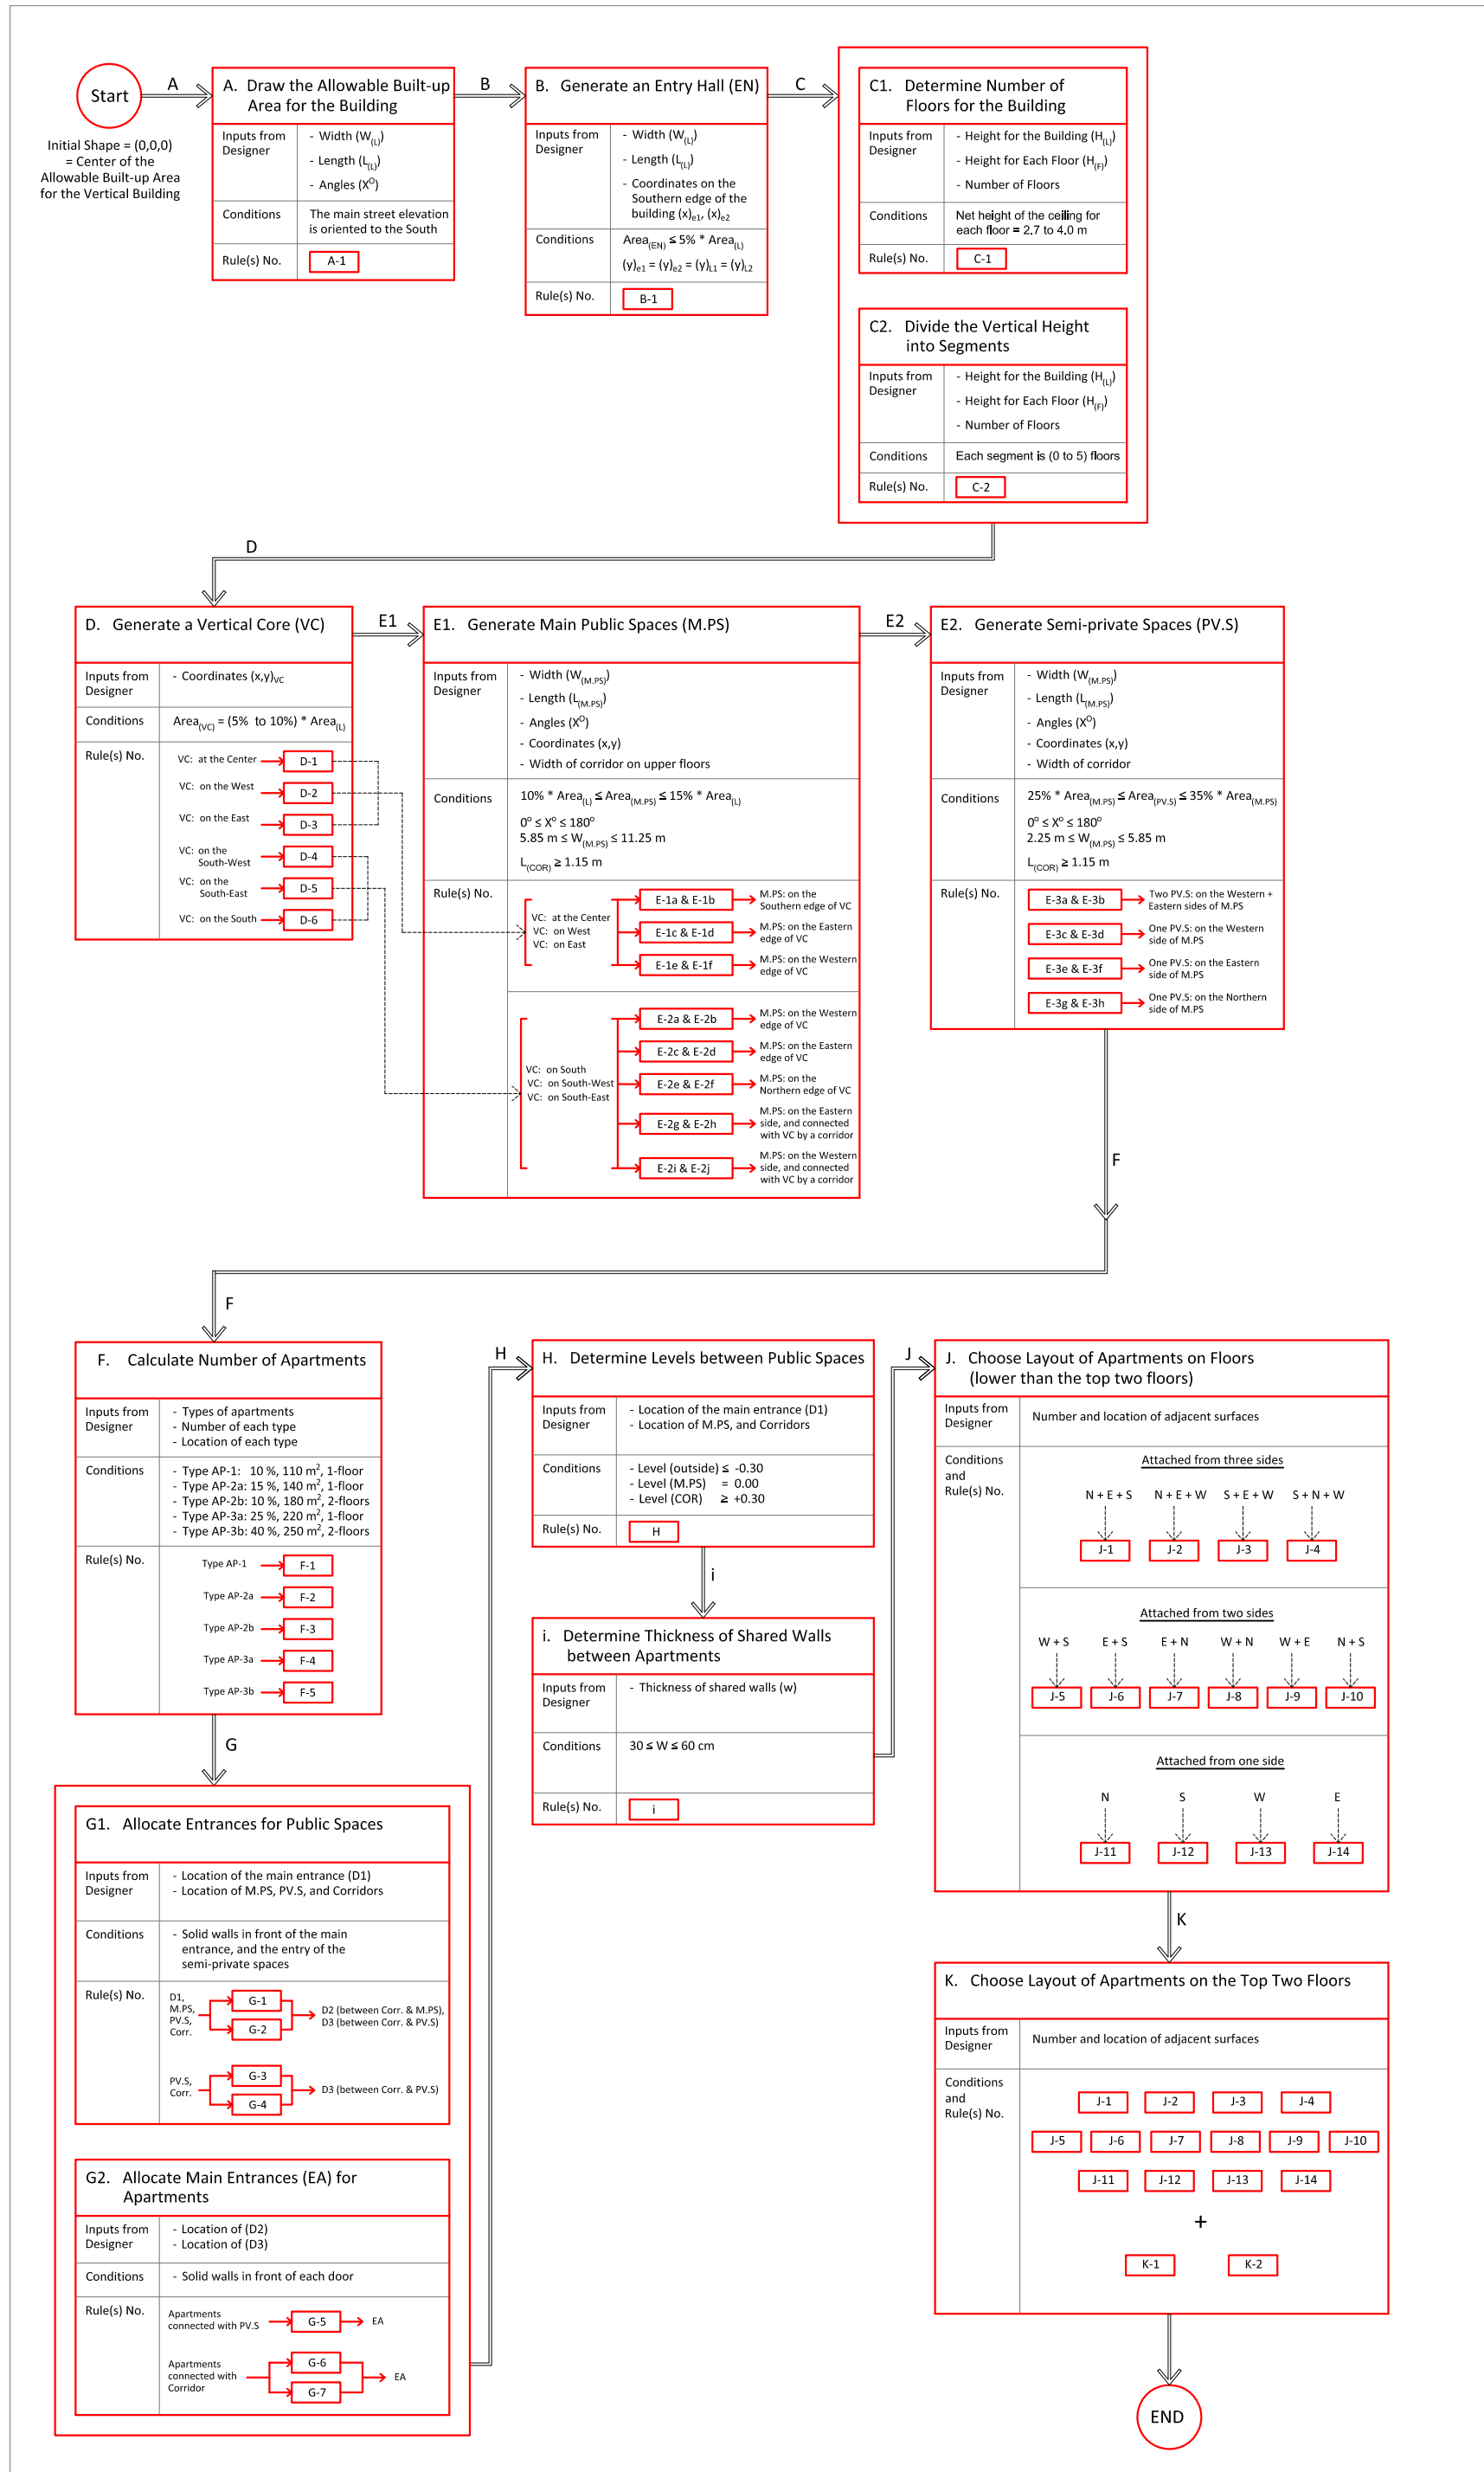 Start
Initial Shape = (0,0,0)
= Center of the
Allowable Built-up Area
for the Vertical Building
A
A. Draw the Allowable Built-up
Area for the Building
Inputs from
Designer
- Width (W(L))
- Length (L(L))
- Angles (X⁰)
Conditions
The main street elevation
is oriented to the South
Rule(s) No.
A-1
B
B. Generate an Entry Hall (EN)
Inputs from
Designer
- Width (W(L))
- Length (L(L))
- Coordinates on the
Southern edge of the
building (x)e1, (x)e2
Conditions
Area(EN) ≤ 5% * Area(L)
(y)e1 = (y)e2 = (y)L1 = (y)L2
Rule(s) No.
B-1
C
C1. Determine Number of
Floors for the Building
Inputs from
Designer
- Height for the Building (H(L))
- Height for Each Floor (H(F))
- Number of Floors
Conditions
Net height of the ceiling for
each floor = 2.7 to 4.0 m
Rule(s) No.
C-1
C2. Divide the Vertical Height
into Segments
Inputs from
Designer
- Height for the Building (H(L))
- Height for Each Floor (H(F))
- Number of Floors
Conditions
Each segment is (0 to 5) floors
Rule(s) No.
C-2
D
D. Generate a Vertical Core (VC)
Inputs from
Designer
- Coordinates (x,y)VC
Conditions
Area(VC) = (5% to 10%) * Area(L)
Rule(s) No.
VC: at the Center
D-1
VC: on the West
D-2
VC: on the East
D-3
VC: on the
South-West
D-4
VC: on the
South-East
D-5
VC: on the South
D-6
E1
E1. Generate Main Public Spaces (M.PS)
Inputs from
Designer
- Width (W(M.PS))
- Length (L(M.PS))
- Angles (X⁰)
- Coordinates (x,y)
- Width of corridor on upper floors
Conditions
10% * Area(L) ≤ Area(M.PS) ≤ 15% * Area(L)
0⁰ ≤ X⁰ ≤ 180⁰
5.85 m ≤ W(M.PS) ≤ 11.25 m
L(COR) ≥ 1.15 m
Rule(s) No.
VC: at the Center
VC: on West
VC: on East
E-1a & E-1b
M.PS: on the
Southern edge of VC
E-1c & E-1d
M.PS: on the Eastern
edge of VC
E-1e & E-1f
M.PS: on the Western
edge of VC
VC: on South
VC: on South-West
VC: on South-East
E-2a & E-2b
M.PS: on the Western
edge of VC
E-2c & E-2d
M.PS: on the Eastern
edge of VC
E-2e & E-2f
M.PS: on the
Northern edge of VC
E-2g & E-2h
M.PS: on the Eastern
side, and connected
with VC by a corridor
E-2i & E-2j
M.PS: on the Western
side, and connected
with VC by a corridor
E2
E2. Generate Semi-private Spaces (PV.S)
Inputs from
Designer
- Width (W(M.PS))
- Length (L(M.PS))
- Angles (X⁰)
- Coordinates (x,y)
- Width of corridor
Conditions
25% * Area(M.PS) ≤ Area(PV.S) ≤ 35% * Area(M.PS)
0⁰ ≤ X⁰ ≤ 180⁰
2.25 m ≤ W(M.PS) ≤ 5.85 m
L(COR) ≥ 1.15 m
Rule(s) No.
E-3a & E-3b
Two PV.S: on the Western +
Eastern sides of M.PS
E-3c & E-3d
One PV.S: on the Western
side of M.PS
E-3e & E-3f
One PV.S: on the Eastern
side of M.PS
E-3g & E-3h
One PV.S: on the Northern
side of M.PS
F
F
F. Calculate Number of Apartments
Inputs from
Designer
- Types of apartments
- Number of each type
- Location of each type
Conditions
- Type AP-1: 10 %, 110 m², 1-floor
- Type AP-2a: 15 %, 140 m², 1-floor
- Type AP-2b: 10 %, 180 m², 2-floors
- Type AP-3a: 25 %, 220 m², 1-floor
- Type AP-3b: 40 %, 250 m², 2-floors
Rule(s) No.
Type AP-1
F-1
Type AP-2a
F-2
Type AP-2b
F-3
Type AP-3a
F-4
Type AP-3b
F-5
G
G1. Allocate Entrances for Public Spaces
Inputs from
Designer
- Location of the main entrance (D1)
- Location of M.PS, PV.S, and Corridors
Conditions
- Solid walls in front of the main
entrance, and the entry of the
semi-private spaces
Rule(s) No.
D1,
M.PS,
PV.S,
Corr.
G-1
G-2
D2 (between Corr. & M.PS),
D3 (between Corr. & PV.S)
PV.S,
Corr.
G-3
G-4
D3 (between Corr. & PV.S)
G2. Allocate Main Entrances (EA) for
Apartments
Inputs from
Designer
- Location of (D2)
- Location of (D3)
Conditions
- Solid walls in front of each door
Rule(s) No.
Apartments
connected with PV.S
G-5
EA
Apartments
connected with
Corridor
G-6
G-7
EA
H
H. Determine Levels between Public Spaces
Inputs from
Designer
- Location of the main entrance (D1)
- Location of M.PS, and Corridors
Conditions
- Level (outside) ≤ -0.30
- Level (M.PS) = 0.00
- Level (COR) ≥ +0.30
Rule(s) No.
H
i
i. Determine Thickness of Shared Walls
between Apartments
Inputs from
Designer
- Thickness of shared walls (w)
Conditions
30 ≤ W ≤ 60 cm
Rule(s) No.
i
J
J. Choose Layout of Apartments on Floors
(lower than the top two floors)
Inputs from
Designer
Number and location of adjacent surfaces
Conditions
and
Rule(s) No.
Attached from three sides
N + E + S N + E + W S + E + W S + N + W
J-1 J-2 J-3 J-4
Attached from two sides
W + S E + S E + N W + N W + E N + S
J-5 J-6 J-7 J-8 J-9 J-10
Attached from one side
N S W E
J-11 J-12 J-13 J-14
K
K. Choose Layout of Apartments on the Top Two Floors
Inputs from
Designer
Number and location of adjacent surfaces
Conditions
and
Rule(s) No.
J-1 J-2 J-3 J-4
J-5 J-6 J-7 J-8 J-9 J-10
J-11 J-12 J-13 J-14
+
K-1 K-2
END